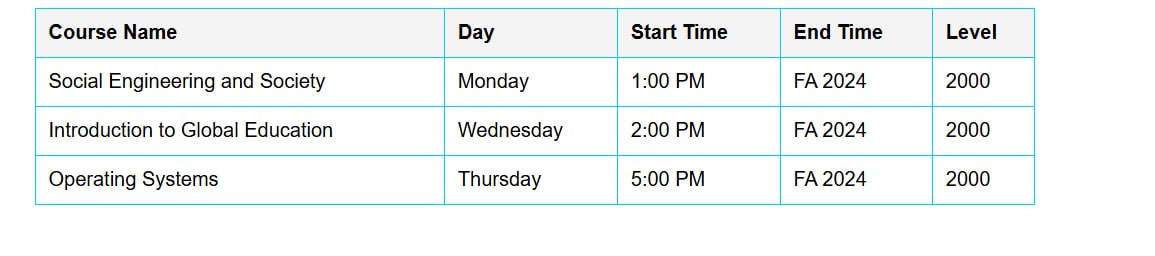 Course Name Day Start Time End Time Level
Social Engineering and Society Monday 1:00 PM FA 2024 2000
Introduction to Global Education Wednesday 2:00 PM FA 2024 2000
Operating Systems Thursday 5:00 PM FA 2024 2000